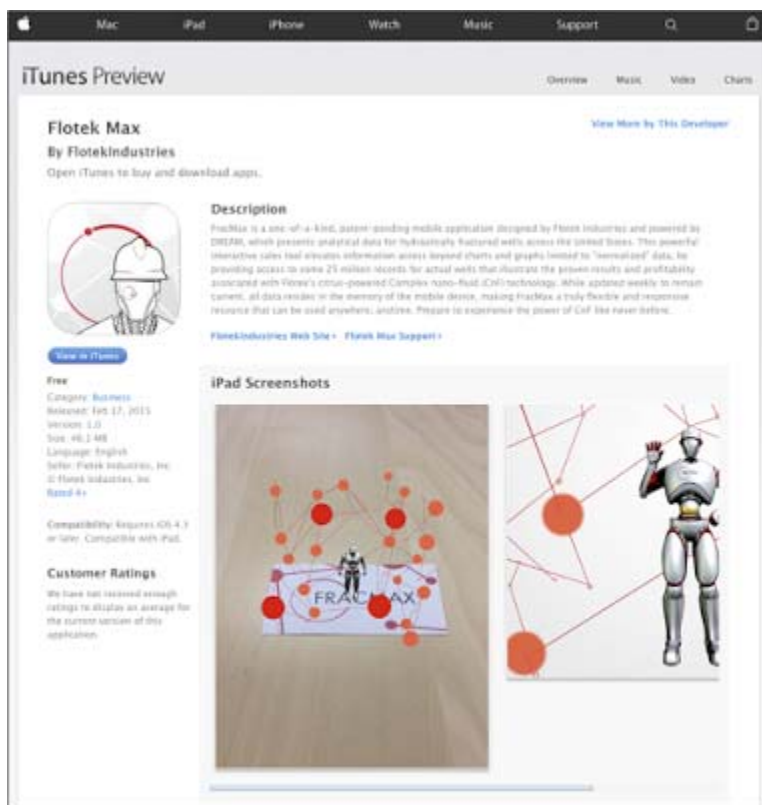 Mac iPad iPhone Watch Music Support
iTunes Preview
Overview Music Video Charts
Flotek Max
View More by This Developer
By FlotekIndustries
Open iTunes to buy and download apps.
Description
FracMax is a one-of-a-kind, patent-pending mobile application designed by Flotek Industries and powered by
DREAM, which presents analytical data for hydraulically fractured wells across the United States. This powerful
interactive sales tool elevates information access beyond charts and graphs limited to "normalized" data, by
providing access to some 25 million records for actual wells that illustrate the proven results and profitability
associated with Flotek's citrus-powered Complex nano-Fluid (CnF) technology. While updated weekly to remain
current, all data resides in the memory of the mobile device, making FracMax a truly flexible and responsive
resource that can be used anywhere, anytime. Prepare to experience the power of CnF like never before.
FlotekIndustries Web Site Flotek Max Support
View in iTunes
Free
Category: Business
Released: Feb 17, 2015
Version: 1.0
Size: 46.2 MB
Language: English
Seller: Flotek Industries, Inc
© Flotek Industries, Inc
Rated 4+
Compatibility: Requires iOS 4.3
or later. Compatible with iPad.
Customer Ratings
We have not received enough
ratings to display an average for
the current version of this
application.
iPad Screenshots
FRACMAX